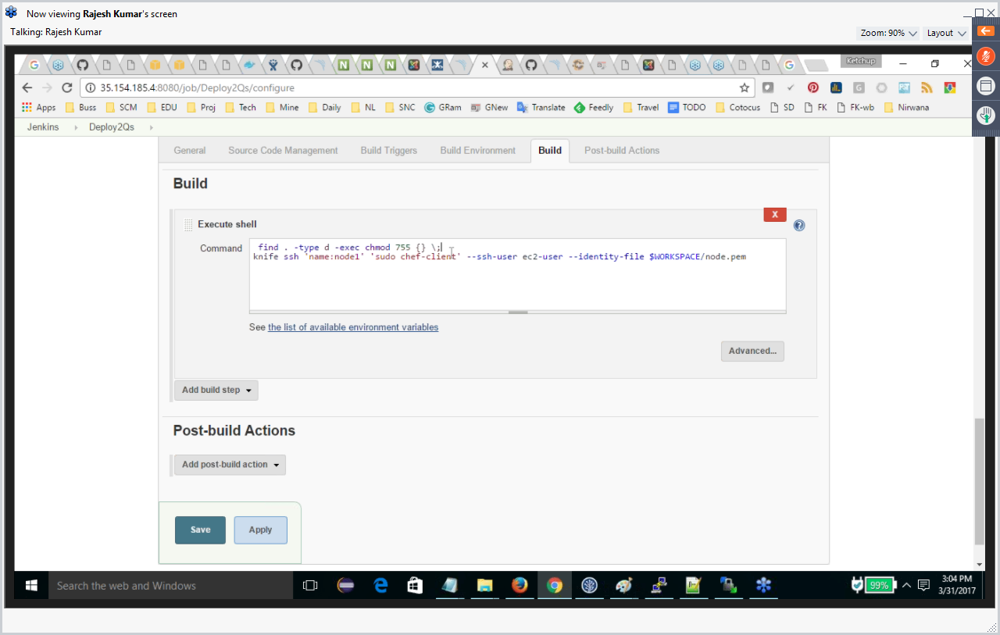 Now viewing Rajesh Kumar's screen
Talking: Rajesh Kumar
Zoom: 90%
Layout
Ketchup
35.154.185.4:8080/job/Deploy2Qs/configure
Apps Buss SCM EDU Proj Tech Mine Daily NL SNC GRam GNew Translate Feedly Travel TODO Cotocus SD FK FK-wb Nirwana
Jenkins Deploy2Qs
General Source Code Management Build Triggers Build Environment Build Post-build Actions
Build
X
Execute shell
Command
find . -type d -exec chmod 755 {} \;
knife ssh 'name:node1' 'sudo chef-client' --ssh-user ec2-user --identity-file $WORKSPACE/node.pem
See the list of available environment variables
Advanced...
Add build step
Post-build Actions
Add post-build action
Save Apply
Search the web and Windows
99%
3:04 PM
3/31/2017